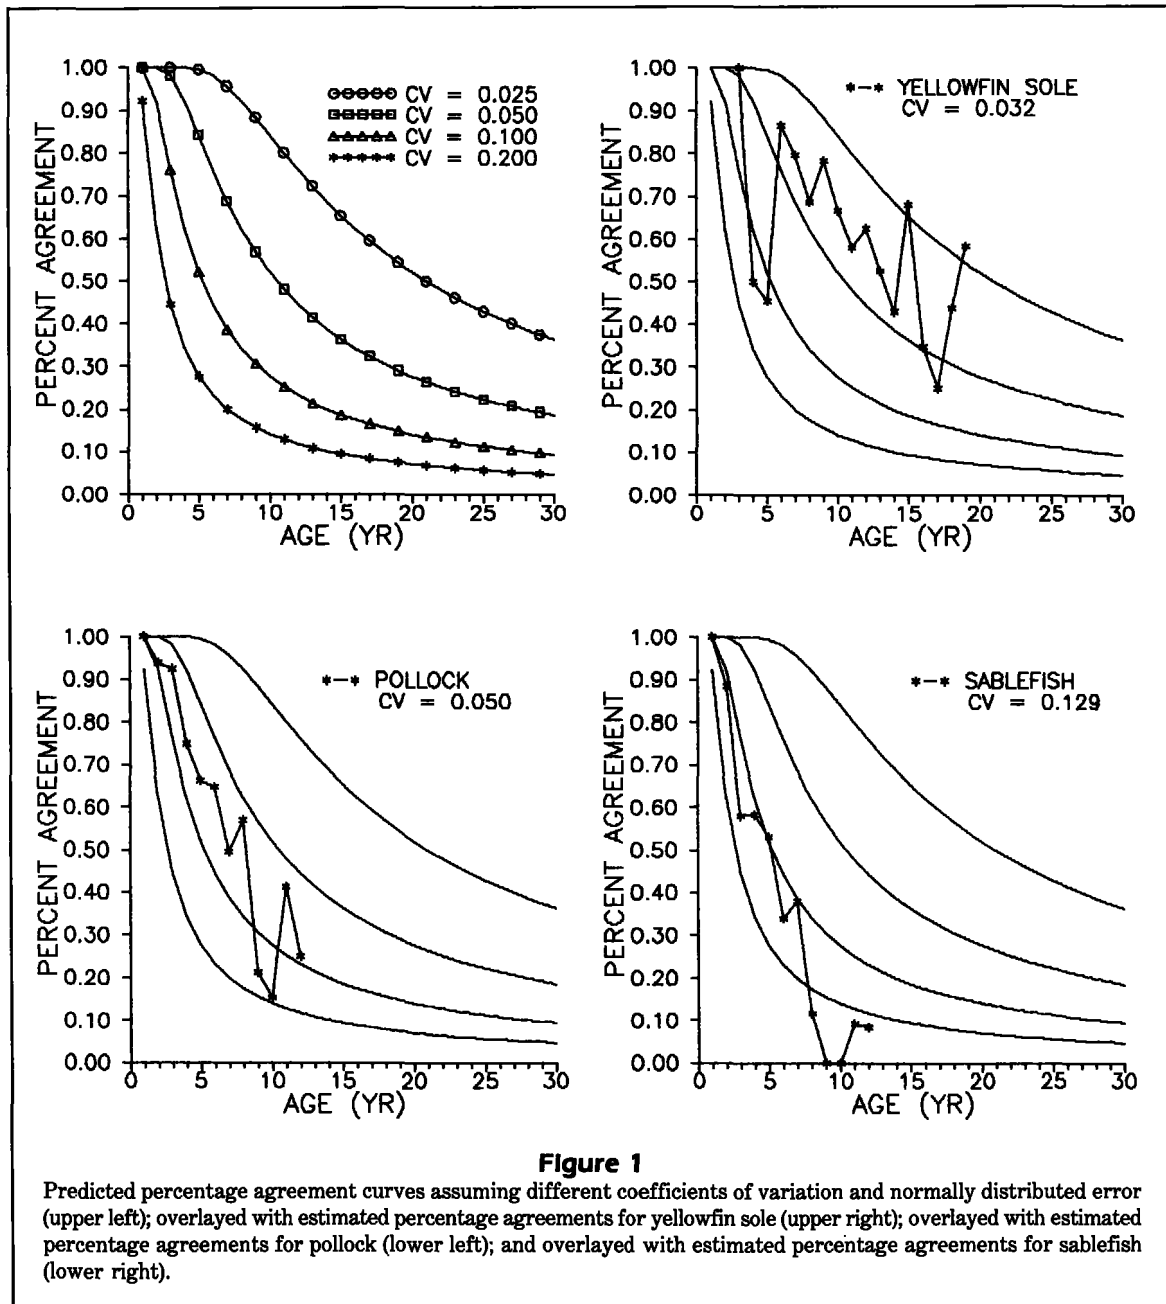 1.00
0.90
0.80
0.70
0.60
0.50
0.40
0.30
0.20
0.10
0.00
PERCENT AGREEMENT
CV = 0.025
CV = 0.050
CV = 0.100
CV = 0.200
0 5 10 15 20 25 30
AGE (YR)
1.00
0.90
0.80
0.70
0.60
0.50
0.40
0.30
0.20
0.10
0.00
PERCENT AGREEMENT
YELLOWFIN SOLE
CV = 0.032
0 5 10 15 20 25 30
AGE (YR)
1.00
0.90
0.80
0.70
0.60
0.50
0.40
0.30
0.20
0.10
0.00
PERCENT AGREEMENT
POLLOCK
CV = 0.050
0 5 10 15 20 25 30
AGE (YR)
1.00
0.90
0.80
0.70
0.60
0.50
0.40
0.30
0.20
0.10
0.00
PERCENT AGREEMENT
SABLEFISH
CV = 0.129
0 5 10 15 20 25 30
AGE (YR)
Figure 1
Predicted percentage agreement curves assuming different coefficients of variation and normally distributed error
(upper left); overlayed with estimated percentage agreements for yellowfin sole (upper right); overlayed with estimated
percentage agreements for pollock (lower left); and overlayed with estimated percentage agreements for sablefish
(lower right).